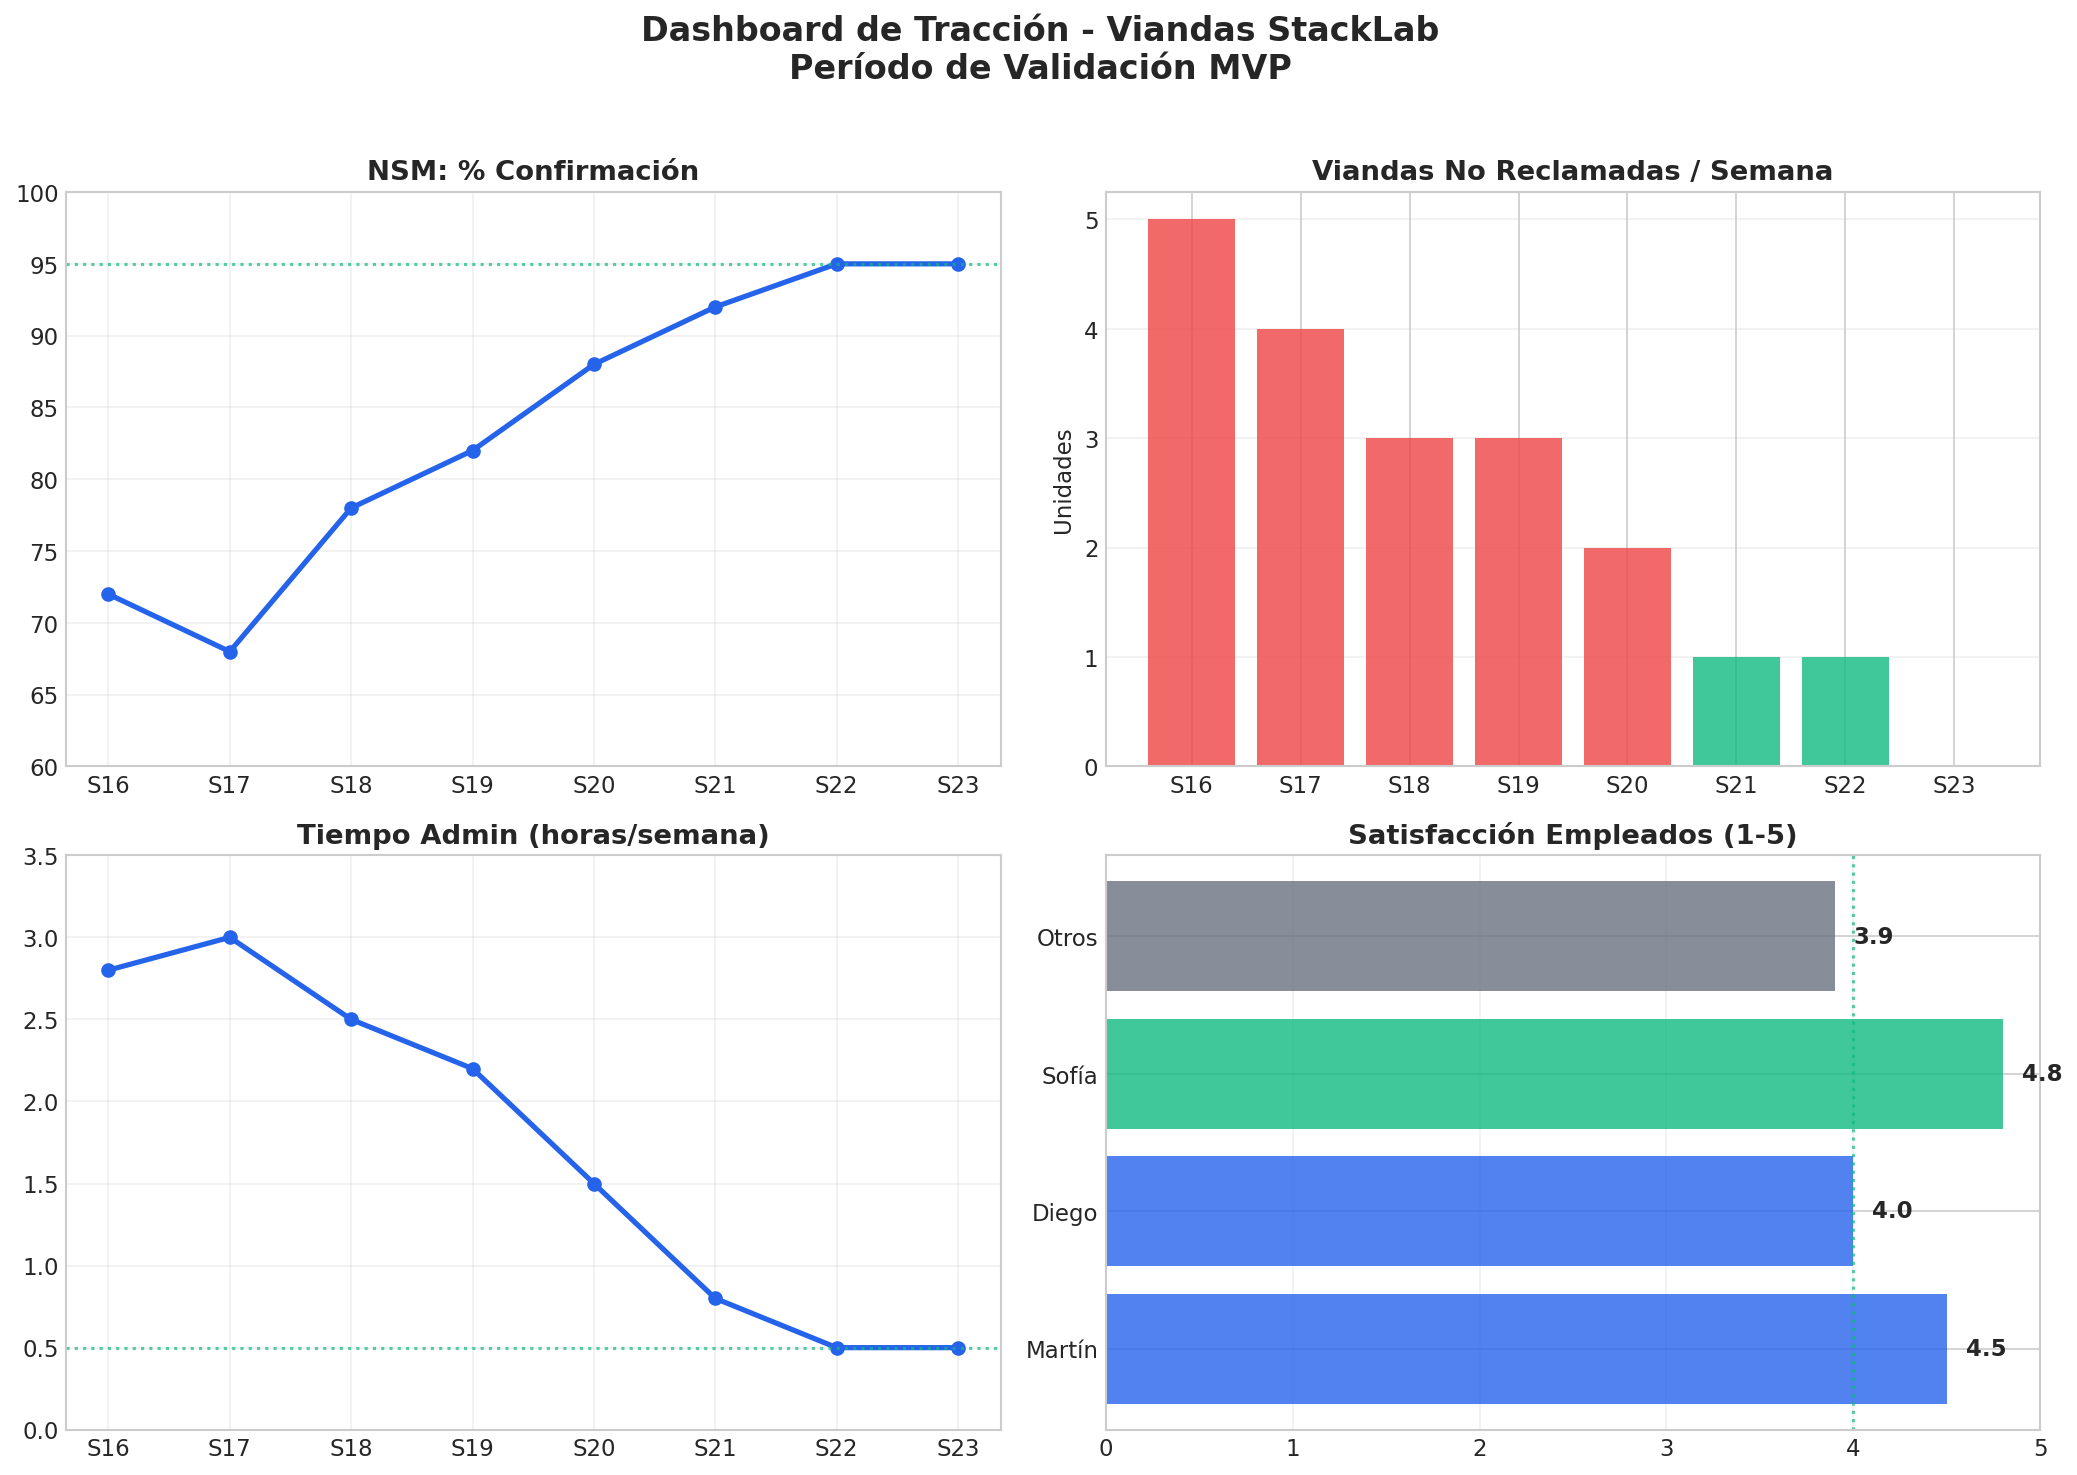 Dashboard de Tracción - Viandas StackLab
Período de Validación MVP
NSM: % Confirmación
100
95
90
85
80
75
70
65
60
S16 S17 S18 S19 S20 S21 S22 S23
Viandas No Reclamadas / Semana
Unidades
5
4
3
2
1
0
S16 S17 S18 S19 S20 S21 S22 S23
Tiempo Admin (horas/semana)
3.5
3.0
2.5
2.0
1.5
1.0
0.5
0.0
S16 S17 S18 S19 S20 S21 S22 S23
Satisfacción Empleados (1-5)
Otros 3.9
Sofía 4.8
Diego 4.0
Martín 4.5
0 1 2 3 4 5